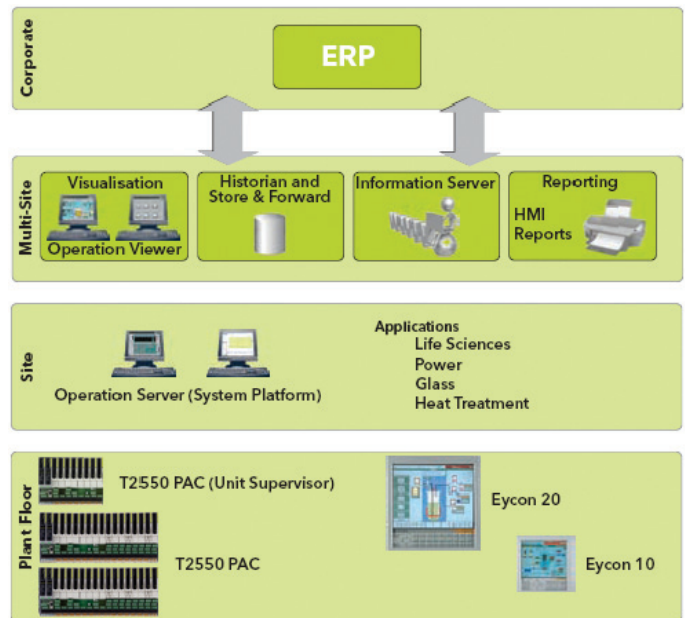 Corporate
ERP
Multi-Site
Visualisation
Operation Viewer
Historian and
Store & Forward
Information Server
Reporting
HMI
Reports
Site
Operation Server (System Platform)
Applications
Life Sciences
Power
Glass
Heat Treatment
Plant Floor
T2550 PAC (Unit Supervisor)
T2550 PAC
Eycon 20
Eycon 10